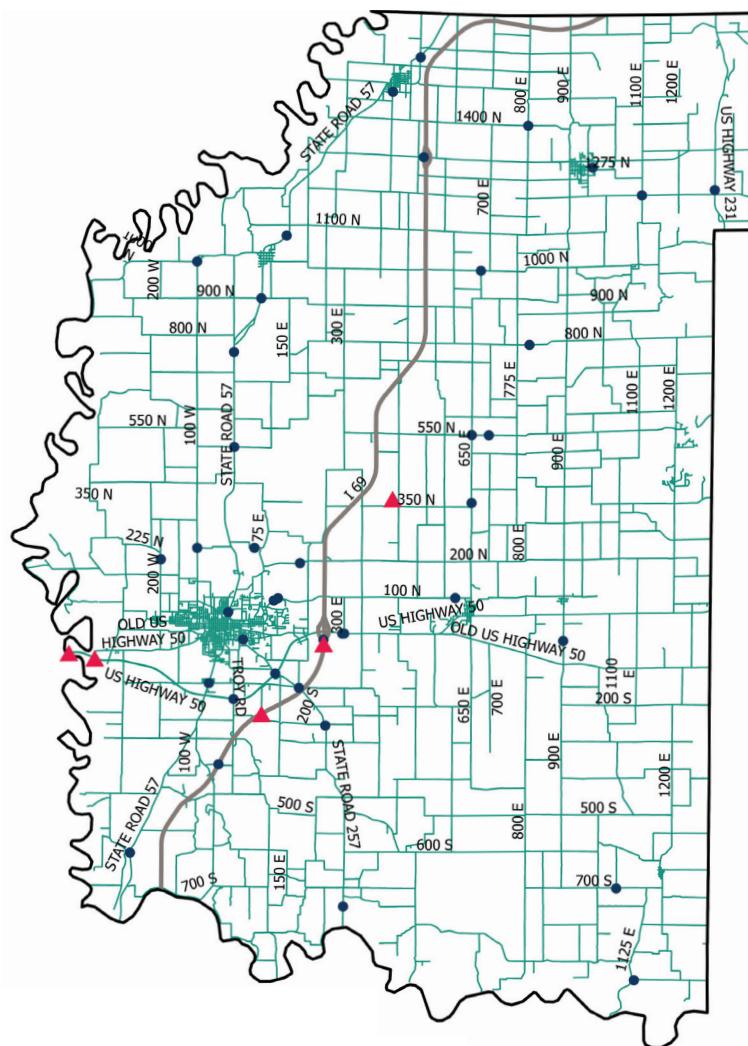 STATE ROAD 57
800 E
900 E
1100 E
1200 E
US HIGHWAY 231
1400 N
1275 N
700 E
1100 N
1000 N
200 W
900 N
900 N
800 N
150 E
300 E
800 N
775 E
1100 E
1200 E
550 N
100 W
STATE ROAD 57
550 N
650 E
900 E
350 N
I 69
350 N
75 E
225 N
200 W
200 N
800 E
100 N
OLD US
HIGHWAY 50
300 E
US HIGHWAY 50
OLD US HIGHWAY 50
US HIGHWAY 50
TROY RD
200 S
650 E
700 E
1100
E
200 S
100 W
STATE ROAD 257
900 E
1200 E
STATE ROAD 57
500 S
800 E
500 S
600 S
700 S
150 E
700 S
1125 E